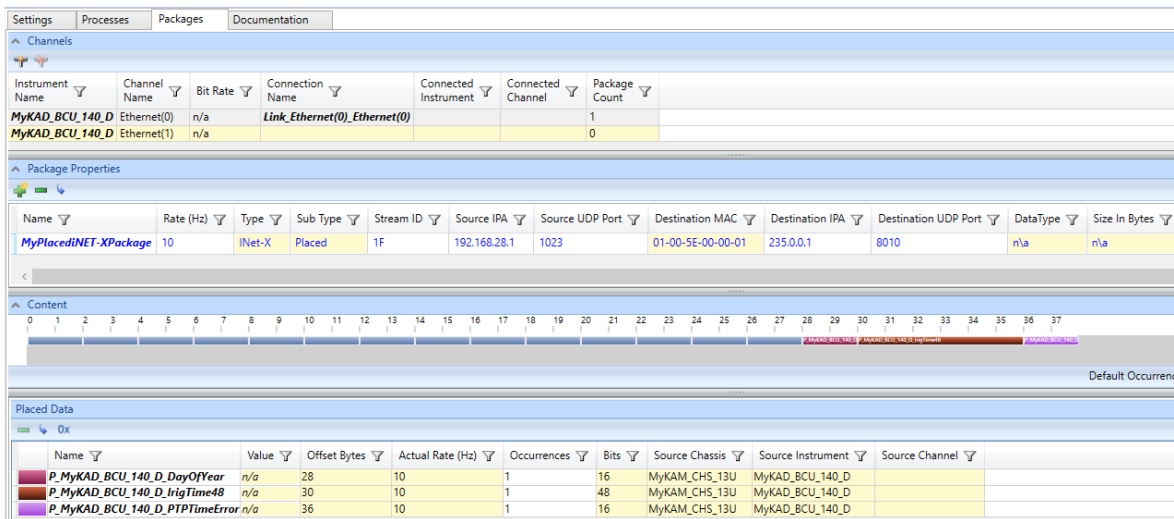 Settings Processes Packages Documentation
Channels
Instrument Name Channel Name Bit Rate Connection Name Connected Instrument Connected Channel Package Count
MyKAD_BCU_140_D Ethernet(0) n/a Link_Ethernet(0)_Ethernet(0) 1
MyKAD_BCU_140_D Ethernet(1) n/a 0
Package Properties
Name Rate (Hz) Type Sub Type Stream ID Source IPA Source UDP Port Destination MAC Destination IPA Destination UDP Port DataType Size In Bytes
MyPlacediNET-XPackage 10 INet-X Placed 1F 192.168.28.1 1023 01-00-5E-00-00-01 235.0.0.1 8010 n\a n\a
Content
0 1 2 3 4 5 6 7 8 9 10 11 12 13 14 15 16 17 18 19 20 21 22 23 24 25 26 27 28 29 30 31 32 33 34 35 36 37
P_MyKAD_BCU_140_D P_MyKAD_BCU_140_D_IrigTime48 P_MyKAD_BCU_140_D
Default Occurrenc
Placed Data
0x
Name Value Offset Bytes Actual Rate (Hz) Occurrences Bits Source Chassis Source Instrument Source Channel
P_MyKAD_BCU_140_D_DayOfYear n/a 28 10 1 16 MyKAM_CHS_13U MyKAD_BCU_140_D
P_MyKAD_BCU_140_D_IrigTime48 n/a 30 10 1 48 MyKAM_CHS_13U MyKAD_BCU_140_D
P_MyKAD_BCU_140_D_PTPTimeError n/a 36 10 1 16 MyKAM_CHS_13U MyKAD_BCU_140_D